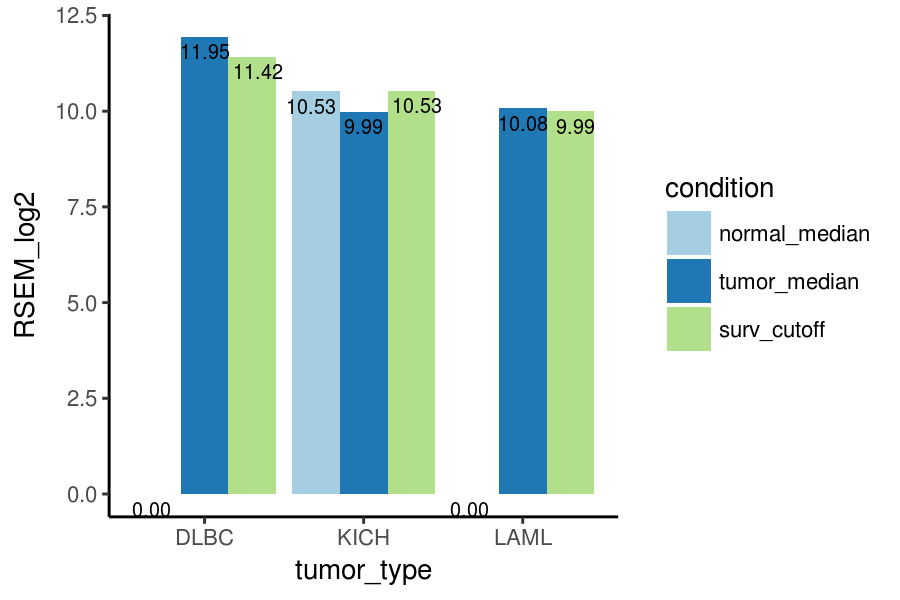 12.5
10.0
7.5
5.0
2.5
0.0
RSEM_log2
11.95
11.42
10.53
9.99
10.53
10.08
9.99
0.00
0.00
DLBC
KICH
LAML
tumor_type
condition
normal_median
tumor_median
surv_cutoff